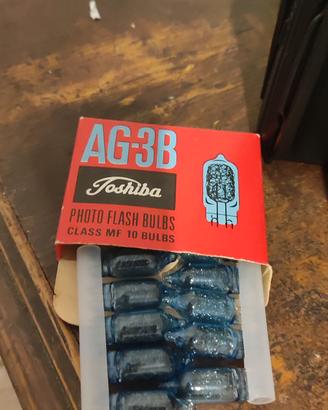 AG-3B
Toshiba
PHOTO FLASH BULBS
CLASS MF 10 BULBS